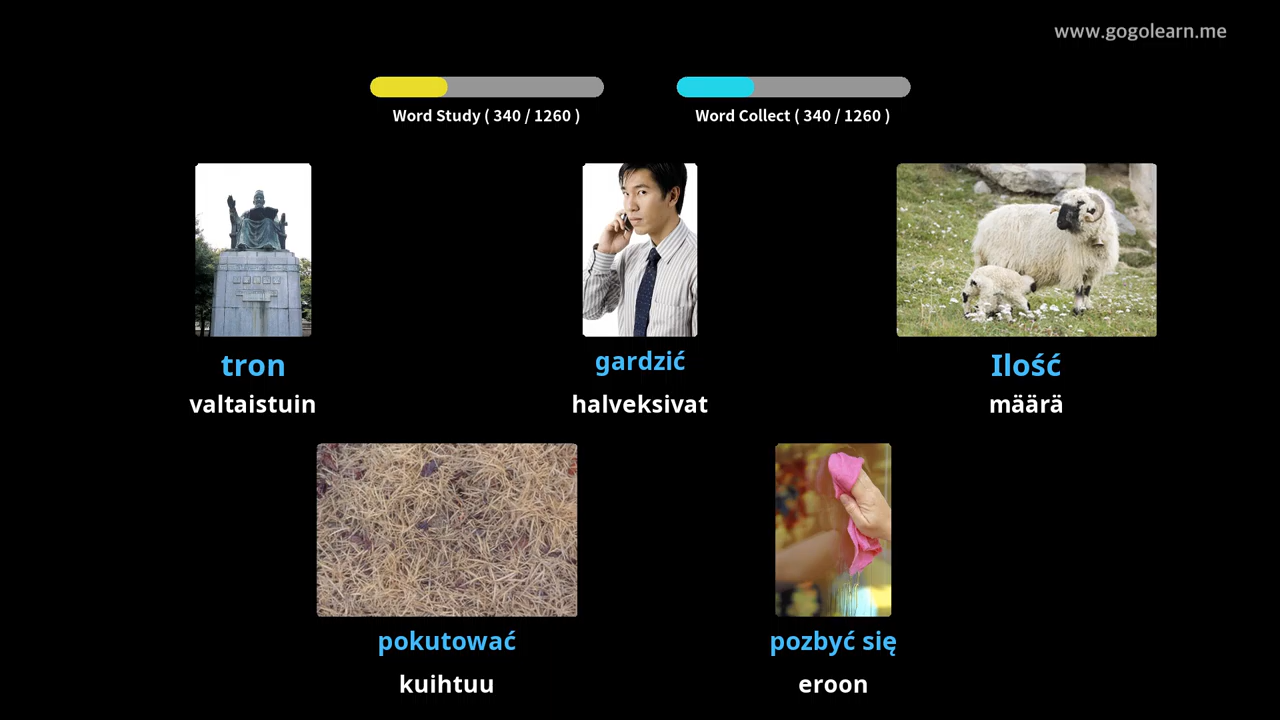 www.gogolearn.me
Word Study ( 340 / 1260 )
Word Collect ( 340 / 1260 )
tron
valtaistuin
gardzić
halveksivat
Ilość
määrä
pokutować
kuihtuu
pozbyć się
eroon